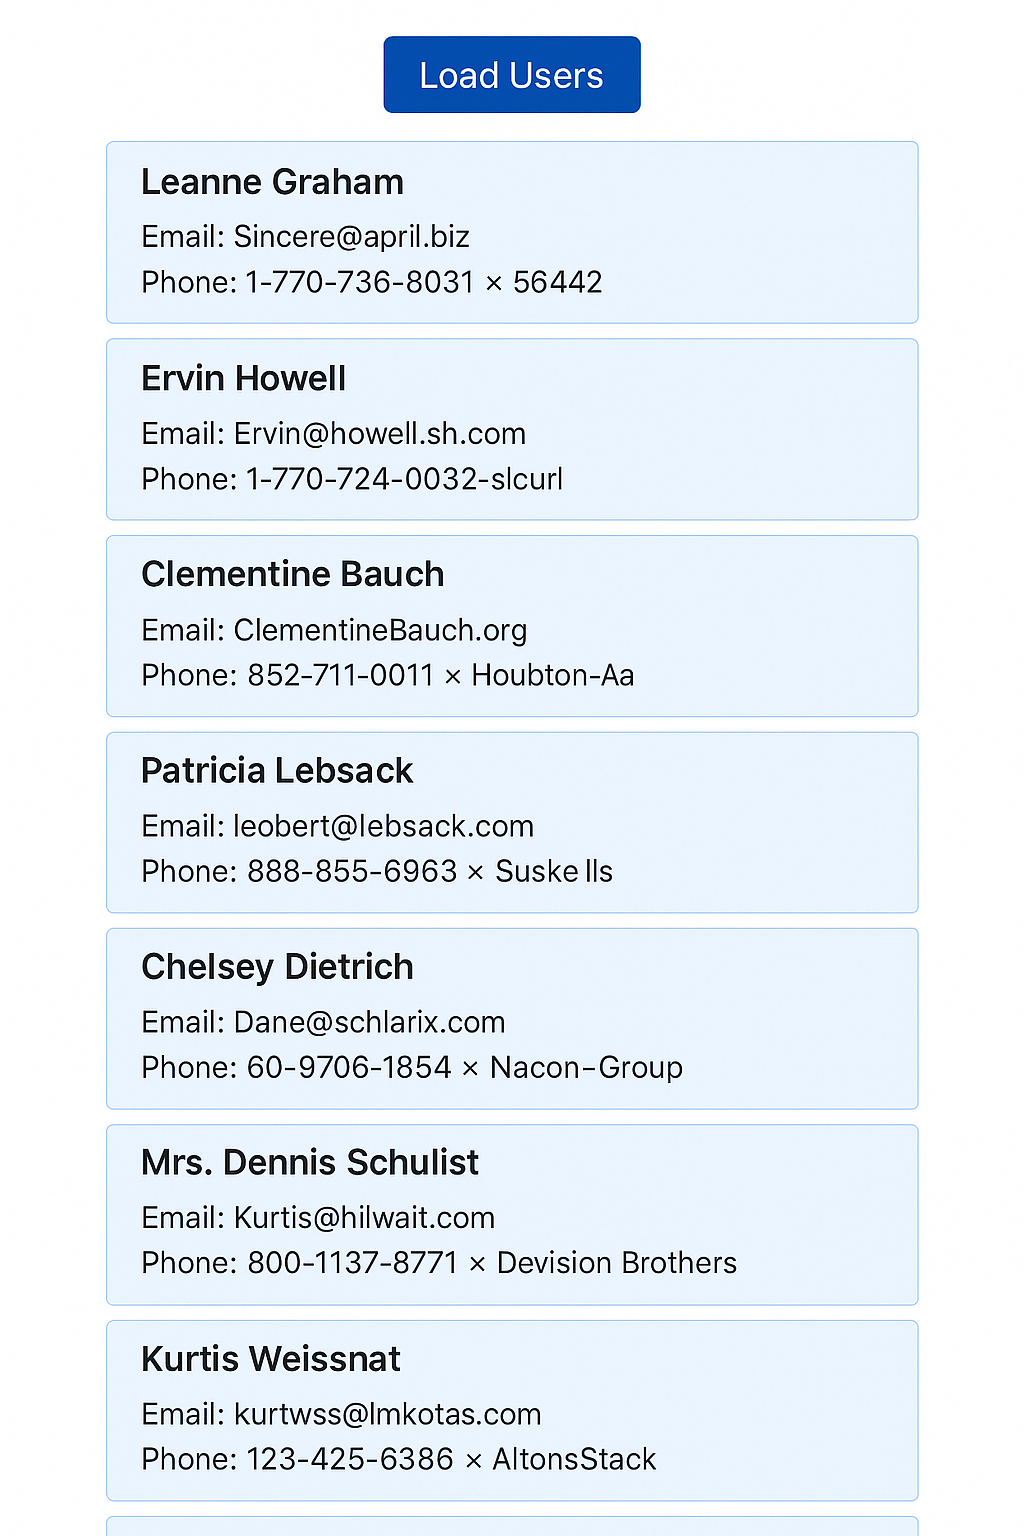 Load Users
Leanne Graham
Email: Sincere@april.biz
Phone: 1-770-736-8031 × 56442
Ervin Howell
Email: Ervin@howell.sh.com
Phone: 1-770-724-0032-slcurl
Clementine Bauch
Email: ClementineBauch.org
Phone: 852-711-0011 × Houbton-Aa
Patricia Lebsack
Email: leobert@lebsack.com
Phone: 888-855-6963 × Suske lls
Chelsey Dietrich
Email: Dane@schlarix.com
Phone: 60-9706-1854 × Nacon-Group
Mrs. Dennis Schulist
Email: Kurtis@hilwait.com
Phone: 800-1137-8771 × Devision Brothers
Kurtis Weissnat
Email: kurtwss@lmkotas.com
Phone: 123-425-6386 × AltonsStack